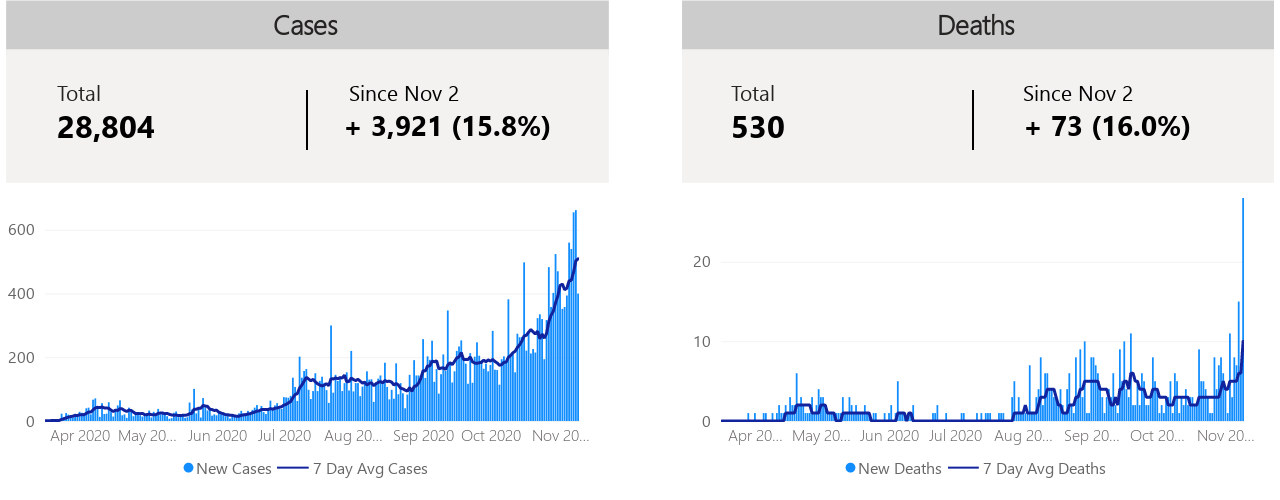 Cases
Total
Since Nov 2
28,804
+ 3,921 (15.8%)
600
400
200
0
Apr 2020 May 20... Jun 2020 Jul 2020 Aug 20... Sep 2020 Oct 2020 Nov 20...
New Cases 7 Day Avg Cases
Deaths
Total
Since Nov 2
530
+ 73 (16.0%)
20
10
0
Apr 20... May 20... Jun 2020 Jul 2020 Aug 20... Sep 20... Oct 20... Nov 20...
New Deaths 7 Day Avg Deaths